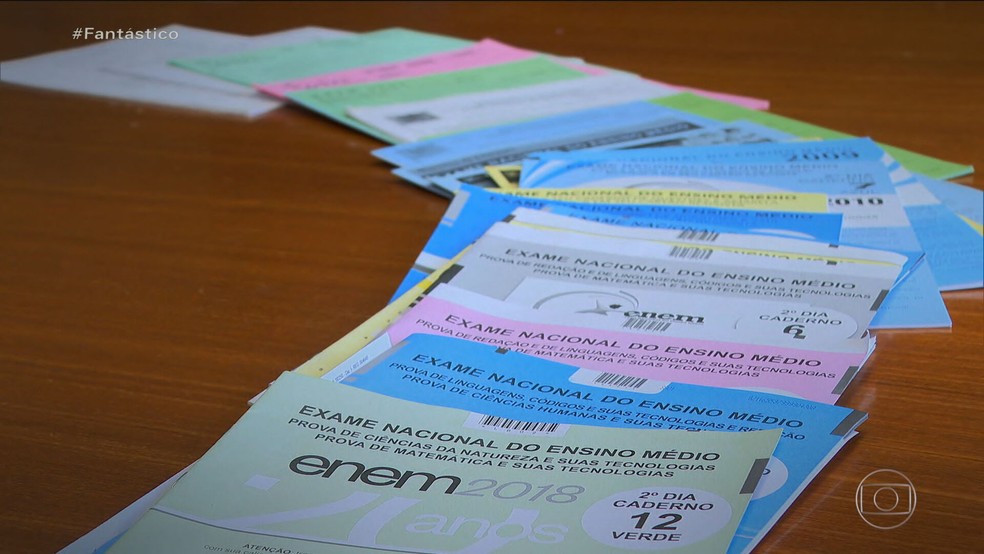 #Fantástico
2009
EXAME NACIONAL DO ENSINO MÉDIO
2010
EXAME NACIONAL DO ENSINO MÉDIO
PROVA DE REDAÇÃO E DE LINGUAGENS, CÓDIGOS E SUAS TECNOLOGIAS
PROVA DE MATEMÁTICA E SUAS TECNOLOGIAS
enem
2º DIA
CADERNO
6
EXAME NACIONAL DO ENSINO MÉDIO
PROVA DE REDAÇÃO E DE LINGUAGENS, CÓDIGOS E SUAS TECNOLOGIAS
DE MATEMÁTICA E SUAS TECNOLOGIAS
EXAME NACIONAL DO ENSINO MÉDIO
PROVA DE LINGUAGENS, CÓDIGOS E SUAS TECNOLOGIAS E REDAÇÃO
PROVA DE CIÊNCIAS HUMANAS E SUAS TECNOLOGIAS
EXAME NACIONAL DO ENSINO MÉDIO
PROVA DE CIÊNCIAS DA NATUREZA E SUAS TECNOLOGIAS
PROVA DE MATEMÁTICA E SUAS TECNOLOGIAS
enem2018
20 anos
2º DIA
CADERNO
12
VERDE
ATENÇÃO